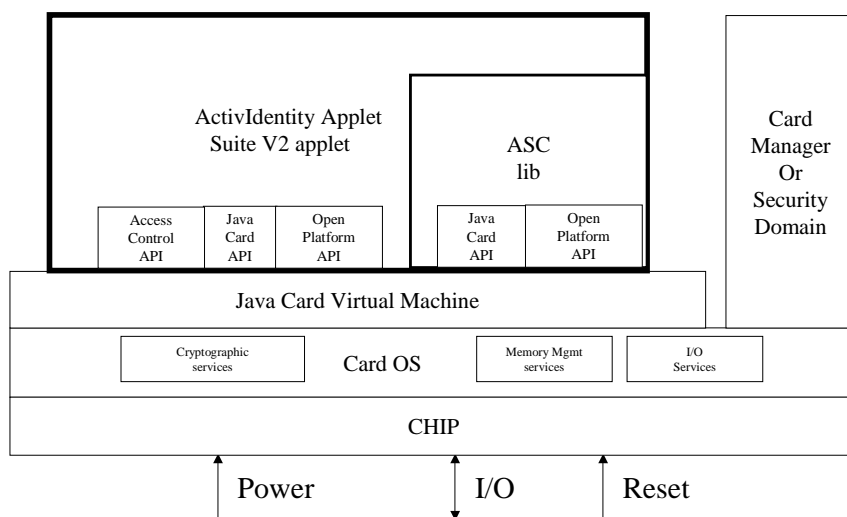 ActivIdentity Applet
Suite V2 applet
ASC
lib
Card
Manager
Or
Security
Domain
Access
Control
API
Java
Card
API
Open
Platform
API
Java
Card
API
Open
Platform
API
Java Card Virtual Machine
Cryptographic
services
Card OS
Memory Mgmt
services
I/O
Services
CHIP
Power
I/O
Reset